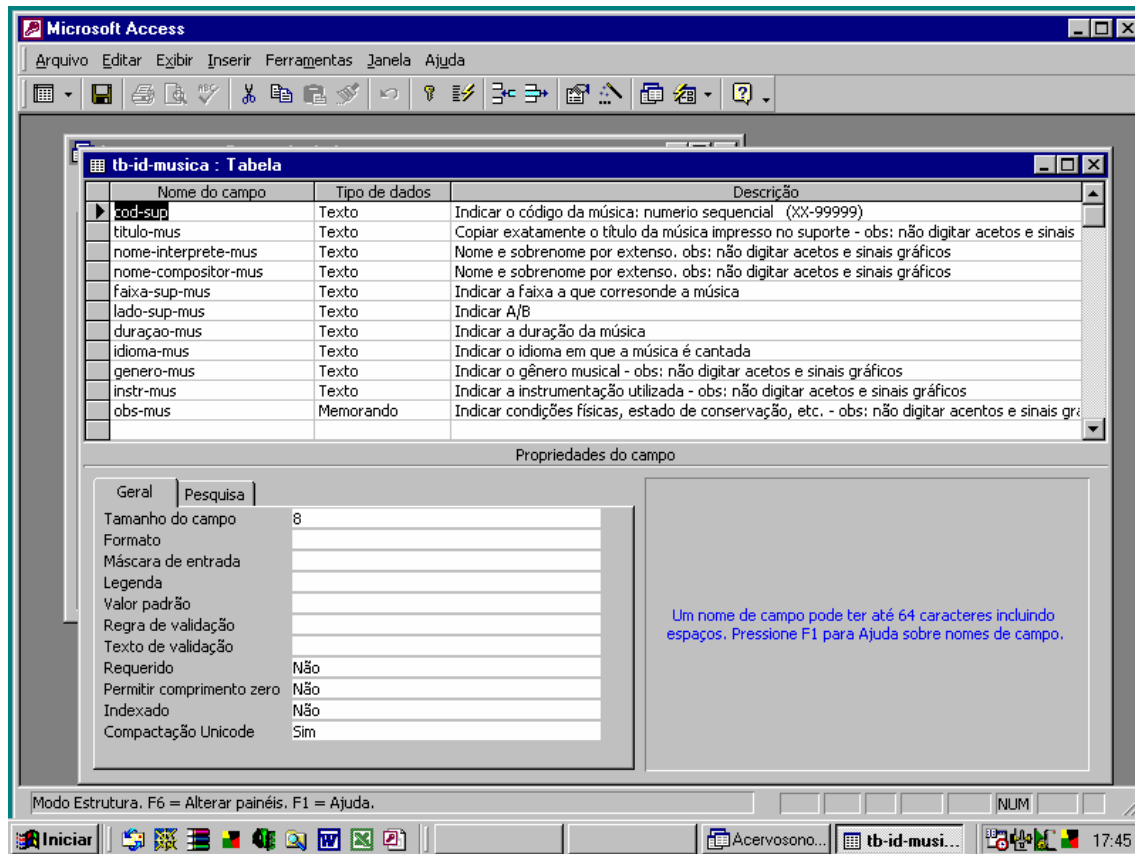 Microsoft Access
Arquivo Editar Exibir Inserir Ferramentas Janela Ajuda
tb-id-musica : Tabela
Nome do campo Tipo de dados Descrição
cod-sup Texto Indicar o código da música: numerio sequencial (XX-99999)
titulo-mus Texto Copiar exatamente o título da música impresso no suporte - obs: não digitar acetos e sinais
nome-interprete-mus Texto Nome e sobrenome por extenso. obs: não digitar acetos e sinais gráficos
nome-compositor-mus Texto Nome e sobrenome por extenso. obs: não digitar acetos e sinais gráficos
faixa-sup-mus Texto Indicar a faixa a que corresonde a música
lado-sup-mus Texto Indicar A/B
duraçao-mus Texto Indicar a duração da música
idioma-mus Texto Indicar o idioma em que a música é cantada
genero-mus Texto Indicar o gênero musical - obs: não digitar acetos e sinais gráficos
instr-mus Texto Indicar a instrumentação utilizada - obs: não digitar acetos e sinais gráficos
obs-mus Memorando Indicar condições físicas, estado de conservação, etc. - obs: não digitar acentos e sinais grá
Propriedades do campo
Geral Pesquisa
Tamanho do campo 8
Formato
Máscara de entrada
Legenda
Valor padrão
Regra de validação
Texto de validação
Requerido Não
Permitir comprimento zero Não
Indexado Não
Compactação Unicode Sim
Um nome de campo pode ter até 64 caracteres incluindo
espaços. Pressione F1 para Ajuda sobre nomes de campo.
Modo Estrutura. F6 = Alterar painéis. F1 = Ajuda. NUM
Iniciar Acervosono... tb-id-musi... 17:45